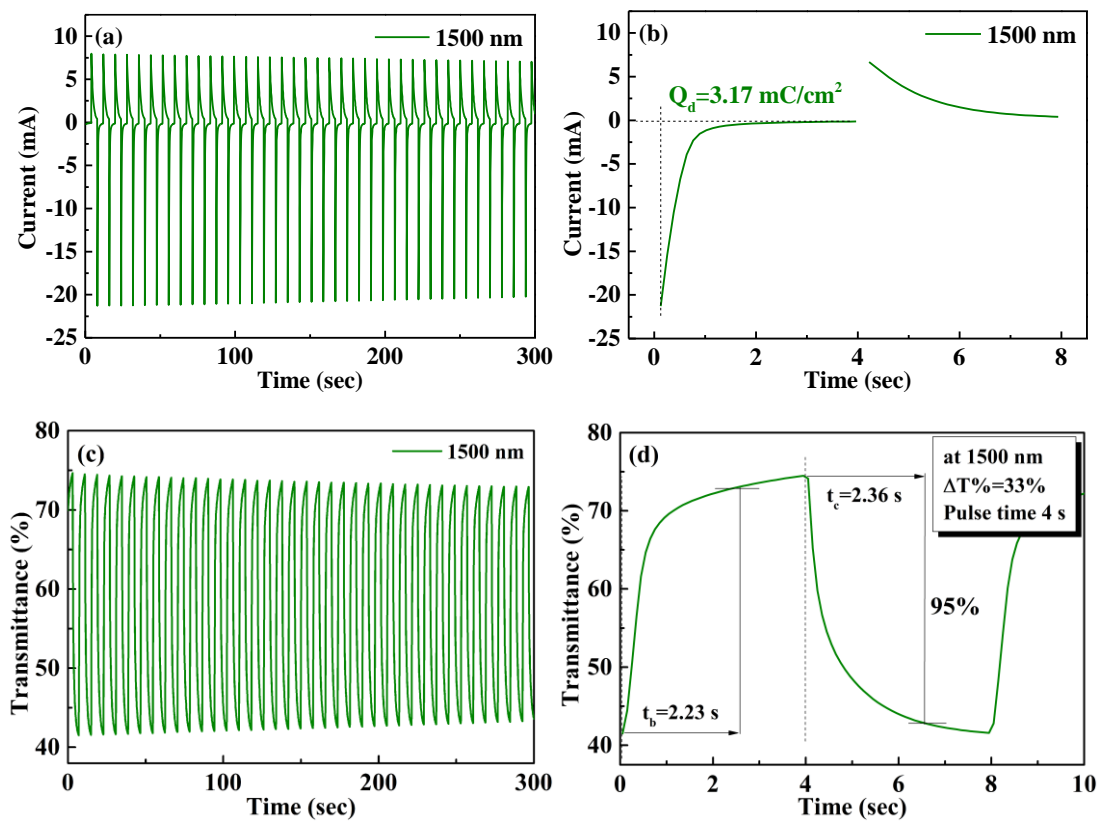 (a)
1500 nm
Current (mA)
10
5
0
-5
-10
-15
-20
-25
0 100 200 300
Time (sec)
(b)
1500 nm
Q_d=3.17 mC/cm²
Current (mA)
10
5
0
-5
-10
-15
-20
-25
0 2 4 6 8
Time (sec)
(c)
1500 nm
Transmittance (%)
80
70
60
50
40
0 100 200 300
Time (sec)
(d)
at 1500 nm
ΔT%=33%
Pulse time 4 s
t_c=2.36 s
95%
t_b=2.23 s
Transmittance (%)
80
70
60
50
40
0 2 4 6 8 10
Time (sec)